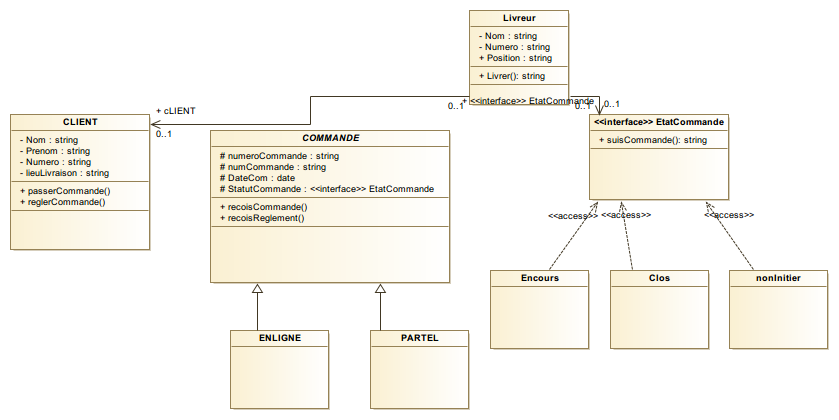 Livreur
- Nom : string
- Numero : string
+ Position : string
+ Livrer(): string
0..1
+ <<interface>> EtatCommande
0..1
0..1
+ cLIENT
0..1
CLIENT
- Nom : string
- Prenom : string
- Numero : string
- lieuLivraison : string
+ passerCommande()
+ reglerCommande()
COMMANDE
# numeroCommande : string
# numCommande : string
# DateCom : date
# StatutCommande : <<interface>> EtatCommande
+ recoisCommande()
+ recoisReglement()
<<interface>> EtatCommande
+ suisCommande(): string
<<access>>
<<access>>
<<access>>
Encours
Clos
nonInitier
ENLIGNE
PARTEL